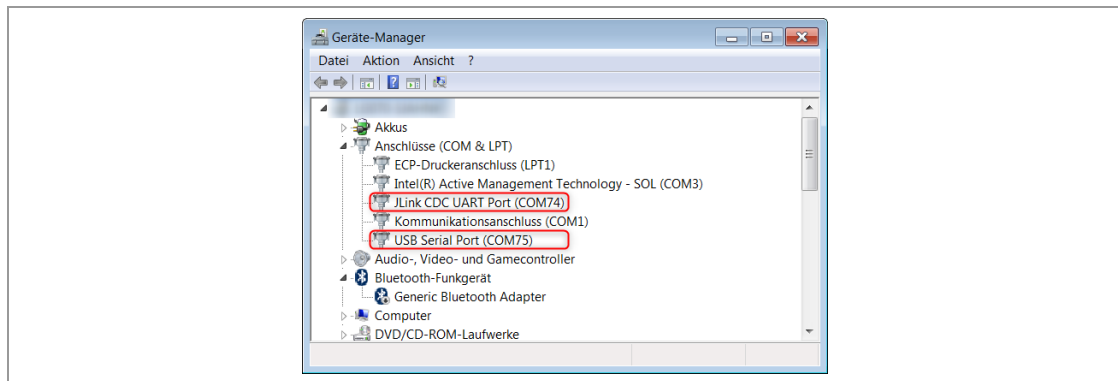 Geräte-Manager
Datei Aktion Ansicht ?
Akkus
Anschlüsse (COM & LPT)
ECP-Druckeranschluss (LPT1)
Intel(R) Active Management Technology - SOL (COM3)
JLink CDC UART Port (COM74)
Kommunikationsanschluss (COM1)
USB Serial Port (COM75)
Audio-, Video- und Gamecontroller
Bluetooth-Funkgerät
Generic Bluetooth Adapter
Computer
DVD/CD-ROM-Laufwerke